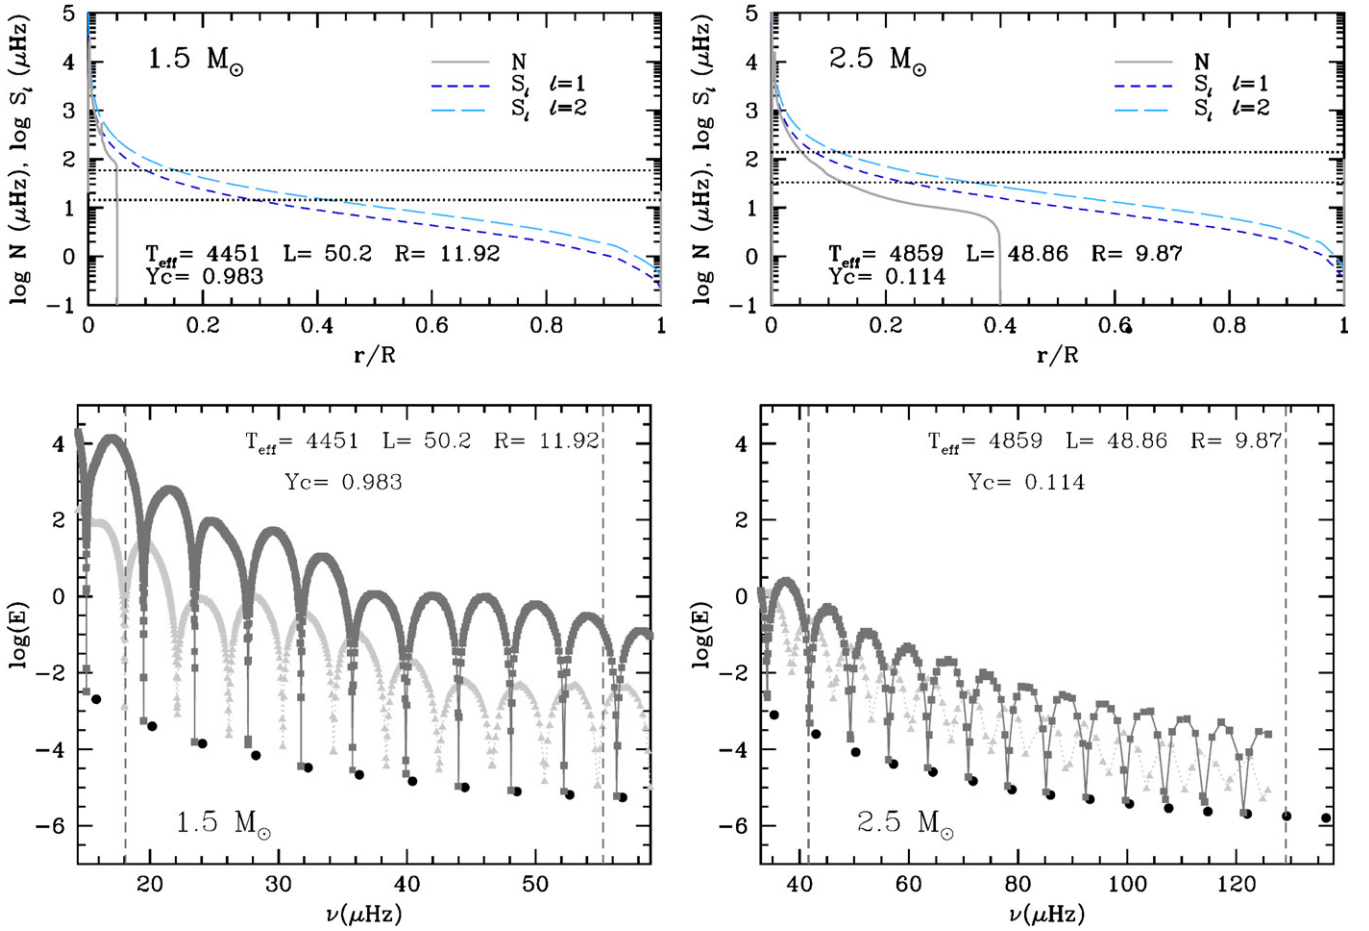 1.5 M⊙
N
S_ℓ ℓ=1
S_ℓ ℓ=2
log N (μHz), log S_ℓ (μHz)
5
4
3
2
1
0
−1
T_eff= 4451 L= 50.2 R= 11.92
Yc= 0.983
0 0.2 0.4 0.6 0.8 1
r/R
2.5 M⊙
N
S_ℓ ℓ=1
S_ℓ ℓ=2
log N (μHz), log S_ℓ (μHz)
5
4
3
2
1
0
−1
T_eff= 4859 L= 48.86 R= 9.87
Yc= 0.114
0 0.2 0.4 0.6 0.8 1
r/R
T_eff= 4451 L= 50.2 R= 11.92
Yc= 0.983
log(E)
4
2
0
−2
−4
−6
1.5 M⊙
20 30 40 50
ν(μHz)
T_eff= 4859 L= 48.86 R= 9.87
Yc= 0.114
log(E)
4
2
0
−2
−4
−6
2.5 M⊙
40 60 80 100 120
ν(μHz)